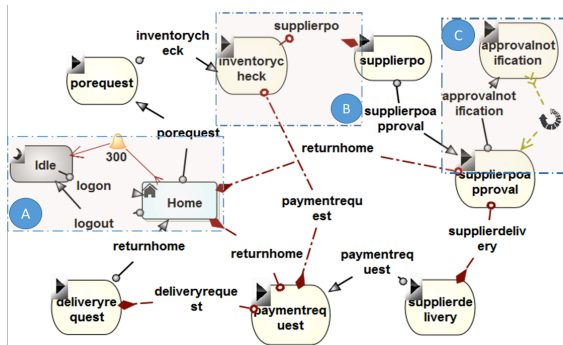 inventorych
eck
supplierpo
C
approvalnot
ification
inventoryc
heck
supplierpo
porequest
B
approvalnot
ification
supplierpoa
pproval
porequest
returnhome
300
Idle
logon
supplierpoa
pproval
A
Home
paymentrequ
est
logout
supplierdeliv
ery
returnhome
returnhome
paymentreq
uest
deliveryreque
st
deliveryre
quest
paymentreq
uest
supplierde
livery